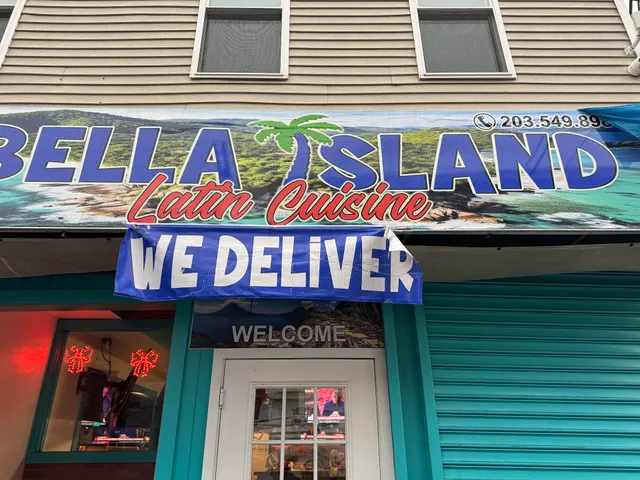 BELLA ISLAND
203.549.89
Latin Cuisine
WE DELIVER
WELCOME